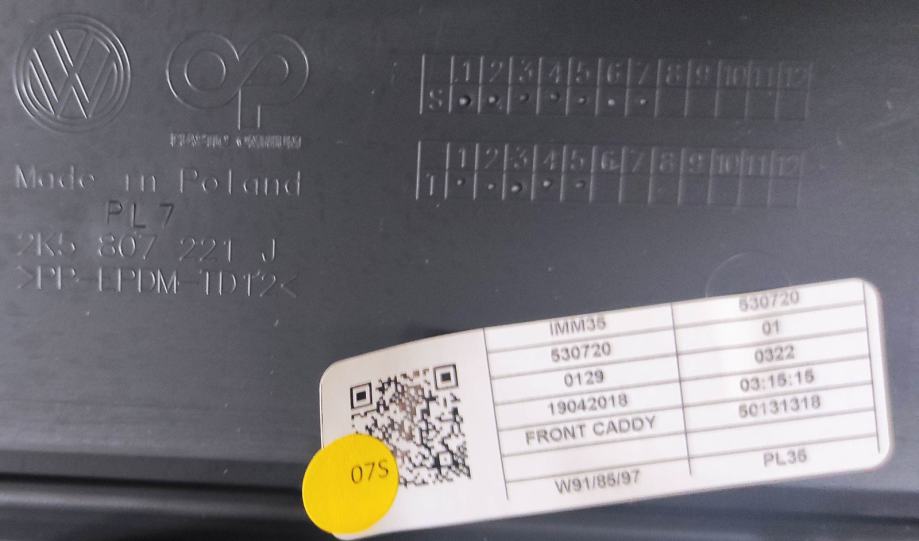 PLASTIC OMNIUM
Made in Poland
PL 7
2K5 807 221 J
>PP-EPDM-TD12<
1 2 3 4 5 6 7 8 9 10 11 12
S
1 2 3 4 5 6 7 8 9 10 11 12
T
IMM35 530720
530720 01
0129 0322
19042018 03:15:15
FRONT CADDY 50131318
W91/85/97 PL35
07S